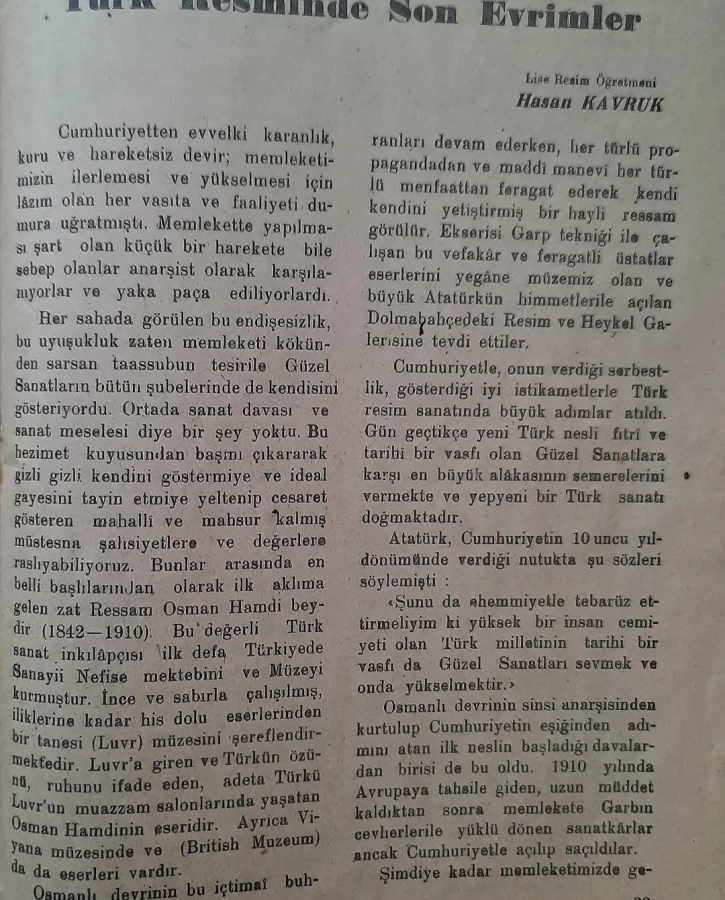 Türk Resminde Son Evrimler
Lise Resim Öğretmeni
Hasan KAVRUK
Cumhuriyetten evvelki karanlık,
kuru ve hareketsiz devir; memleketi-
mizin ilerlemesi ve yükselmesi için
lâzım olan her vasıta ve faaliyeti du-
mura uğratmıştı. Memlekette yapılma-
sı şart olan küçük bir harekete bile
sebep olanlar anarşist olarak karşıla-
nıyorlar ve yaka paça ediliyorlardı.
Her sahada görülen bu endişesizlik,
bu uyuşukluk zaten memleketi kökün-
den sarsan taassubun tesirile Güzel
Sanatların bütün şubelerinde de kendisini
gösteriyordu. Ortada sanat davası ve
sanat meselesi diye bir şey yoktu. Bu
hezimet kuyusundan başını çıkararak
gizli gizli kendini göstermiye ve ideal
gayesini tayin etmiye yeltenip cesaret
gösteren mahallî ve mahsur kalmış
müstesna şahsiyetlere ve değerlere
raslıyabiliyoruz. Bunlar arasında en
belli başlılarından olarak ilk aklıma
gelen zat Ressam Osman Hamdi bey-
dir (1842—1910). Bu değerli Türk
sanat inkılâpçısı ilk defa Türkiyede
Sanayii Nefise mektebini ve Müzeyi
kurmuştur. İnce ve sabırla çalışılmış,
iliklerine kadar his dolu eserlerinden
bir tanesi (Luvr) müzesini şereflendir-
mektedir. Luvr'a giren ve Türkün özü-
nü, ruhunu ifade eden, adeta Türkü
Luvr'un muazzam salonlarında yaşatan
Osman Hamdinin eseridir. Ayrıca Vi-
yana müzesinde ve (British Muzeum)
da da eserleri vardır.
Osmanlı devrinin bu içtimaî buh-
ranları devam ederken, her türlü pro-
pagandadan ve maddî manevî her tür-
lü menfaattan feragat ederek kendi
kendini yetiştirmiş bir hayli ressam
görülür. Ekserisi Garp tekniği ile ça-
lışan bu vefakâr ve feragatli üstatlar
eserlerini yegâne müzemiz olan ve
büyük Atatürkün himmetlerile açılan
Dolmabahçedeki Resim ve Heykel Ga-
lerisine tevdi ettiler.
Cumhuriyetle, onun verdiği serbest-
lik, gösterdiği iyi istikametlerle Türk
resim sanatında büyük adımlar atıldı.
Gün geçtikçe yeni Türk nesli fıtrî ve
tarihî bir vasfı olan Güzel Sanatlara
karşı en büyük alâkasının semerelerini
vermekte ve yepyeni bir Türk sanatı
doğmaktadır.
Atatürk, Cumhuriyetin 10 uncu yıl-
dönümünde verdiği nutukta şu sözleri
söylemişti :
«Şunu da ehemmiyetle tebarüz et-
tirmeliyim ki yüksek bir insan cemi-
yeti olan Türk milletinin tarihi bir
vasfı da Güzel Sanatları sevmek ve
onda yükselmektir.»
Osmanlı devrinin sinsi anarşisinden
kurtulup Cumhuriyetin eşiğinden adı-
mını atan ilk neslin başladığı davalar-
dan birisi de bu oldu. 1910 yılında
Avrupaya tahsile giden, uzun müddet
kaldıktan sonra memlekete Garbın
cevherlerile yüklü dönen sanatkârlar
ancak Cumhuriyetle açılıp saçıldılar.
Şimdiye kadar memleketimizde ge-